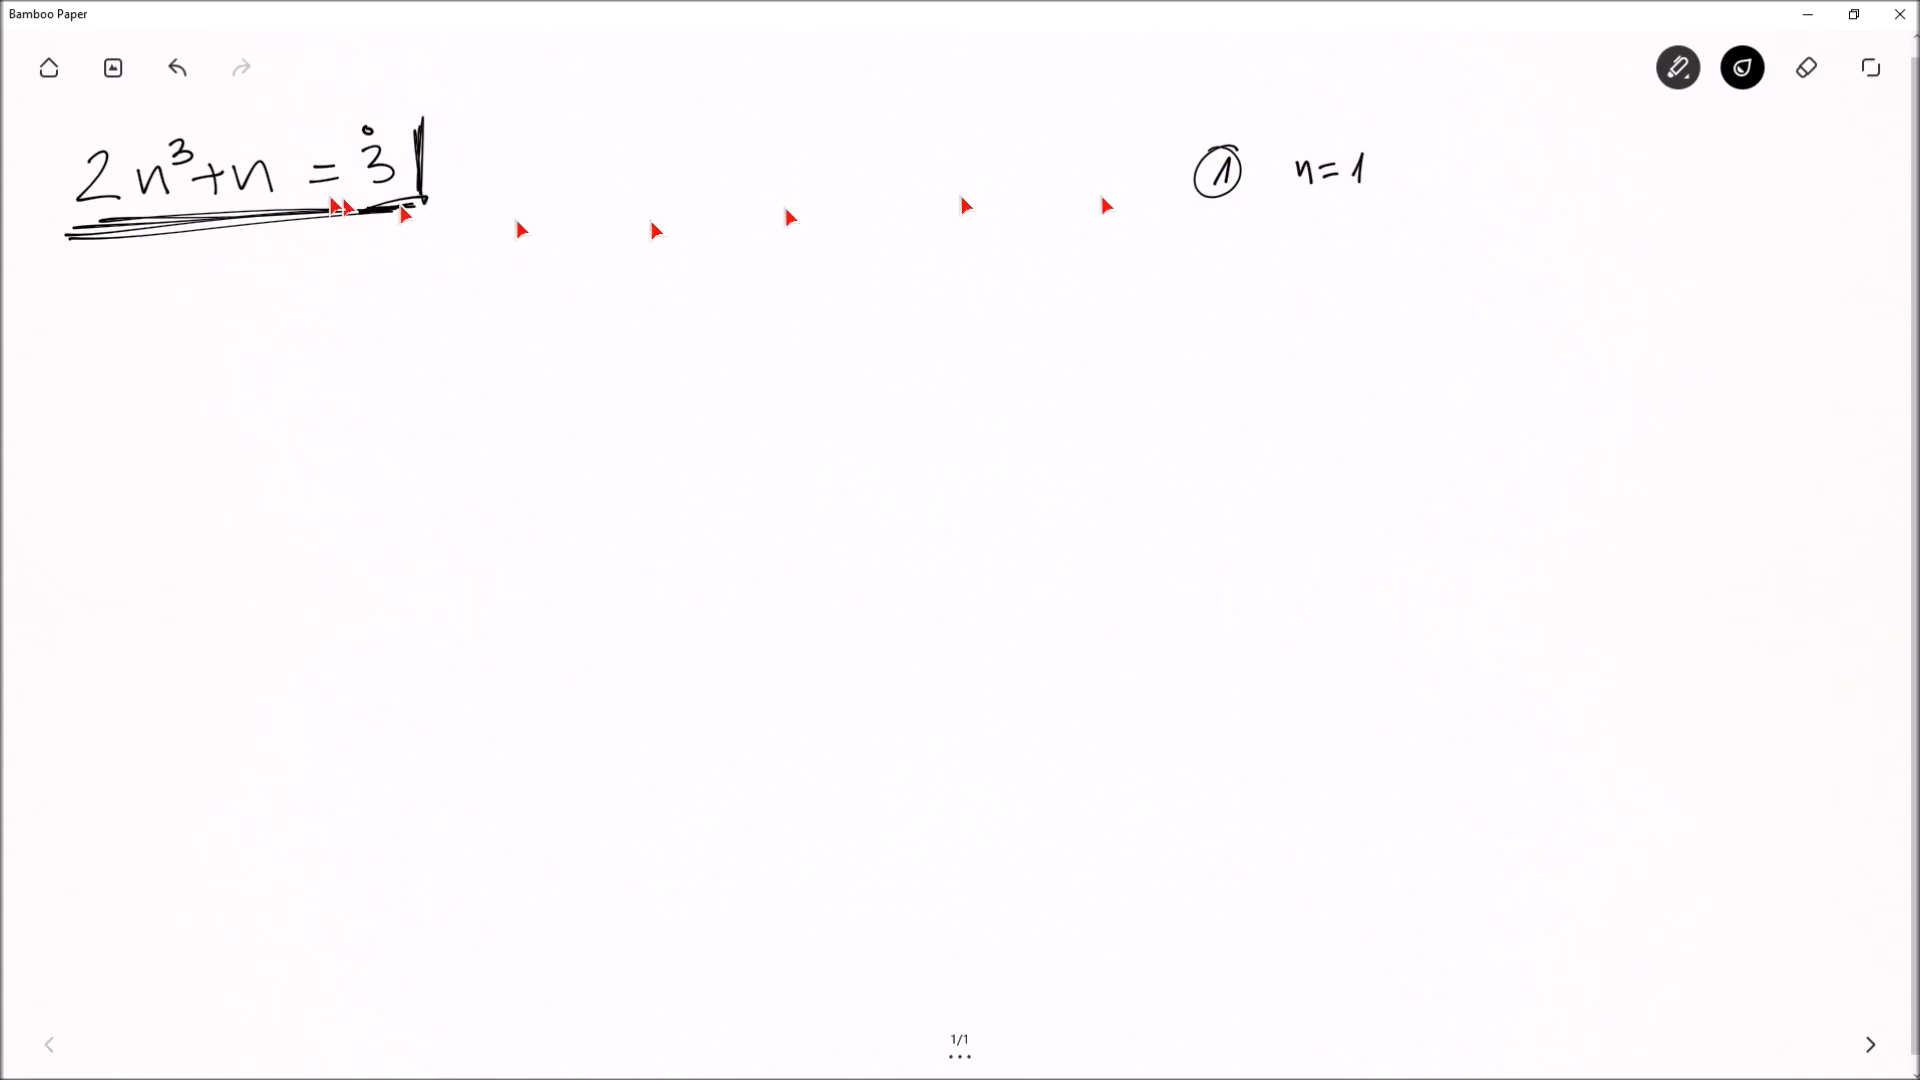 Bamboo Paper
2n³+n = 3̊
① n=1
1/1